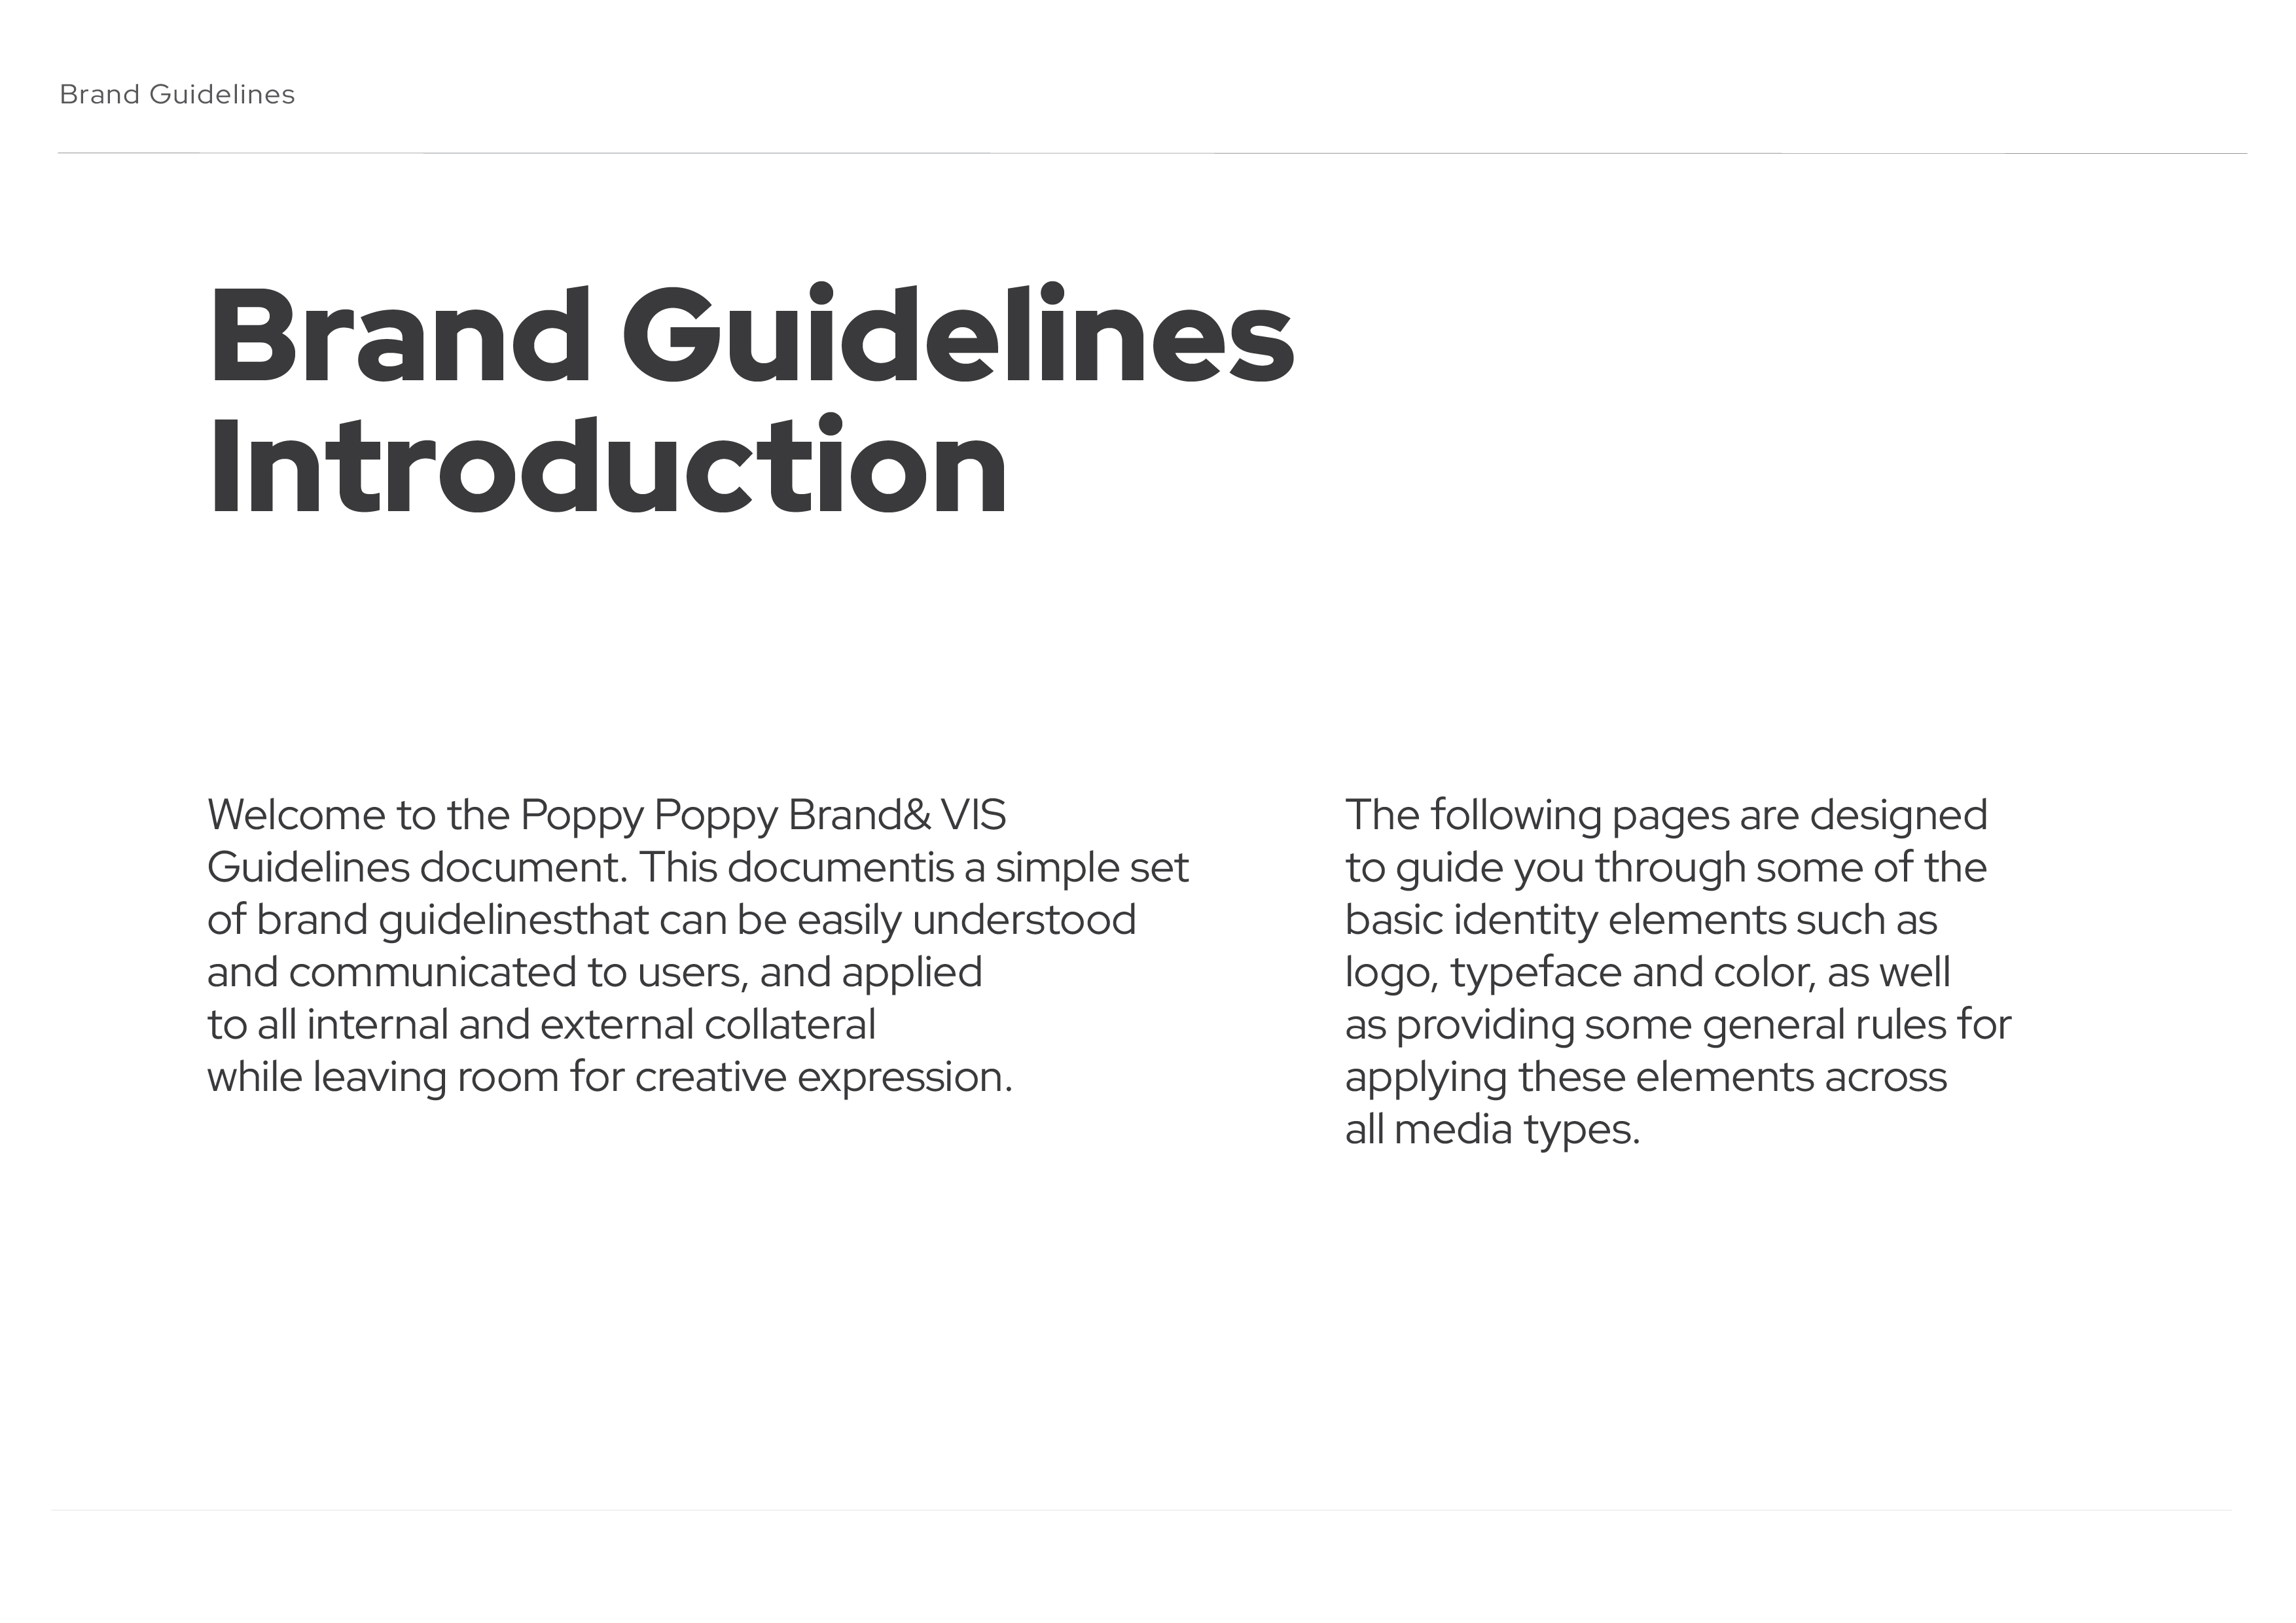 Brand Guidelines
Brand Guidelines
Introduction
Welcome to the Poppy Poppy Brand& VIS
Guidelines document. This documentis a simple set
of brand guidelinesthat can be easily understood
and communicated to users, and applied
to all internal and external collateral
while leaving room for creative expression.
The following pages are designed
to guide you through some of the
basic identity elements such as
logo, typeface and color, as well
as providing some general rules for
applying these elements across
all media types.